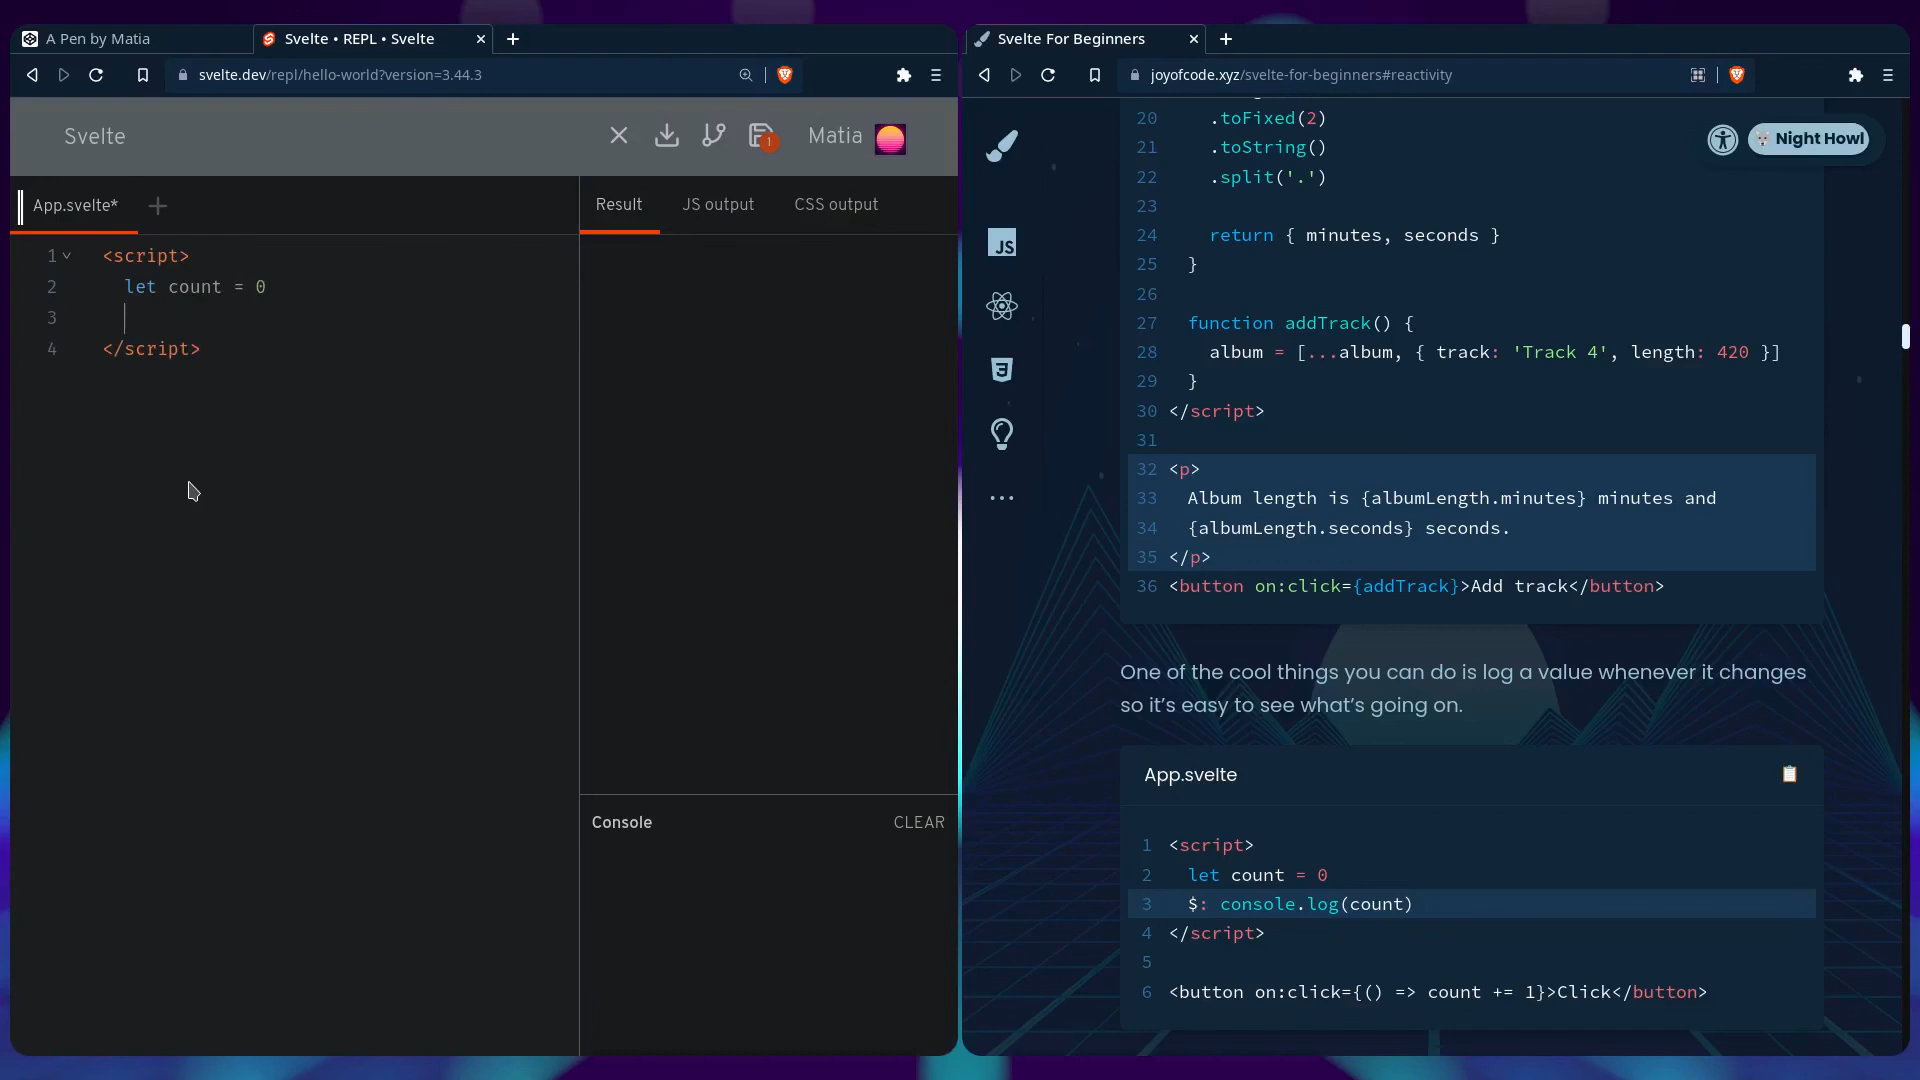 A Pen by Matia
Svelte • REPL • Svelte
svelte.dev/repl/hello-world?version=3.44.3
Svelte
1
Matia
App.svelte*
Result
JS output
CSS output
1 <script>
2 let count = 0
3
4 </script>
Console
CLEAR
Svelte For Beginners
joyofcode.xyz/svelte-for-beginners#reactivity
JS
3
Night Howl
20 .toFixed(2)
21 .toString()
22 .split('.')
23
24 return { minutes, seconds }
25 }
26
27 function addTrack() {
28 album = [...album, { track: 'Track 4', length: 420 }]
29 }
30 </script>
31
32 <p>
33 Album length is {albumLength.minutes} minutes and
34 {albumLength.seconds} seconds.
35 </p>
36 <button on:click={addTrack}>Add track</button>
One of the cool things you can do is log a value whenever it changes
so it’s easy to see what’s going on.
App.svelte
1 <script>
2 let count = 0
3 $: console.log(count)
4 </script>
5
6 <button on:click={() => count += 1}>Click</button>